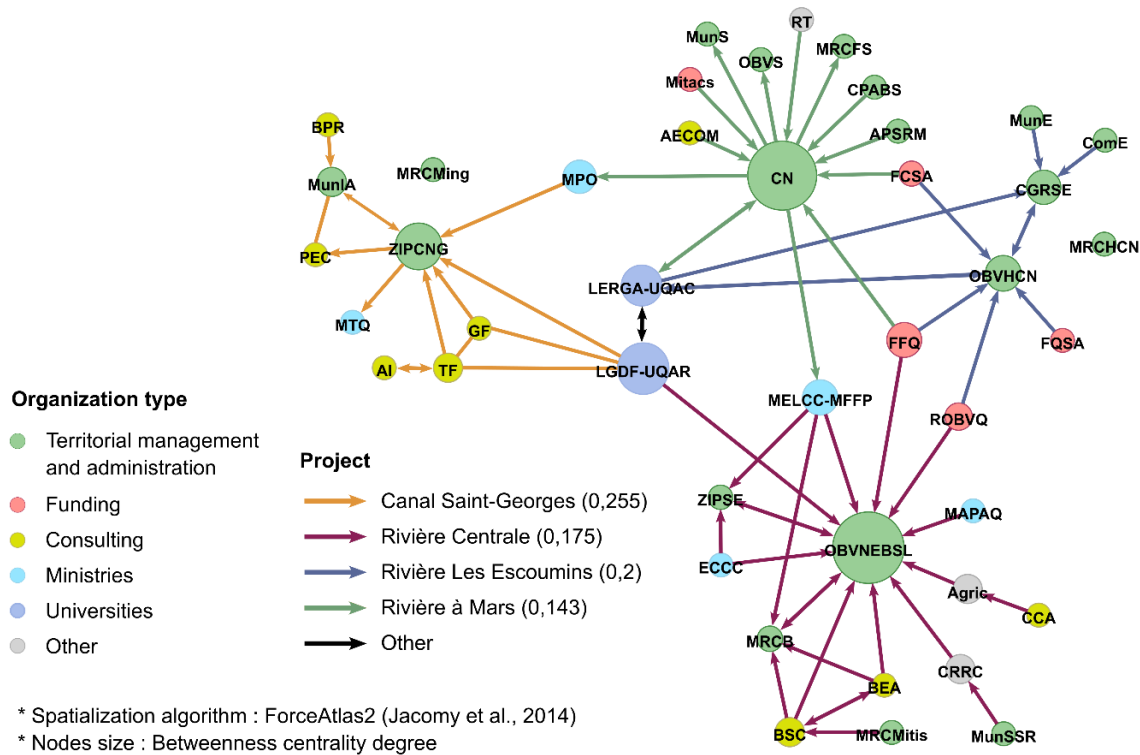 RT
MunS
MRCFS
OBVS
Mitacs
CPABS
BPR
AECOM
APSRM
MunE
ComE
MRCMing
MunIA
MPO
CN
FCSA
CGRSE
PEC
ZIPCNG
MRCHCN
LERGA-UQAC
OBVHCN
MTQ
GF
FFQ
FQSA
AI
TF
LGDF-UQAR
MELCC-MFFP
ROBVQ
Organization type
Territorial management
and administration
Funding
Consulting
Ministries
Universities
Other
Project
Canal Saint-Georges (0,255)
Rivière Centrale (0,175)
Rivière Les Escoumins (0,2)
Rivière à Mars (0,143)
Other
ZIPSE
MAPAQ
OBVNEBSL
ECCC
Agric
CCA
MRCB
CRRC
BEA
BSC
MRCMitis
MunSSR
* Spatialization algorithm : ForceAtlas2 (Jacomy et al., 2014)
* Nodes size : Betweenness centrality degree